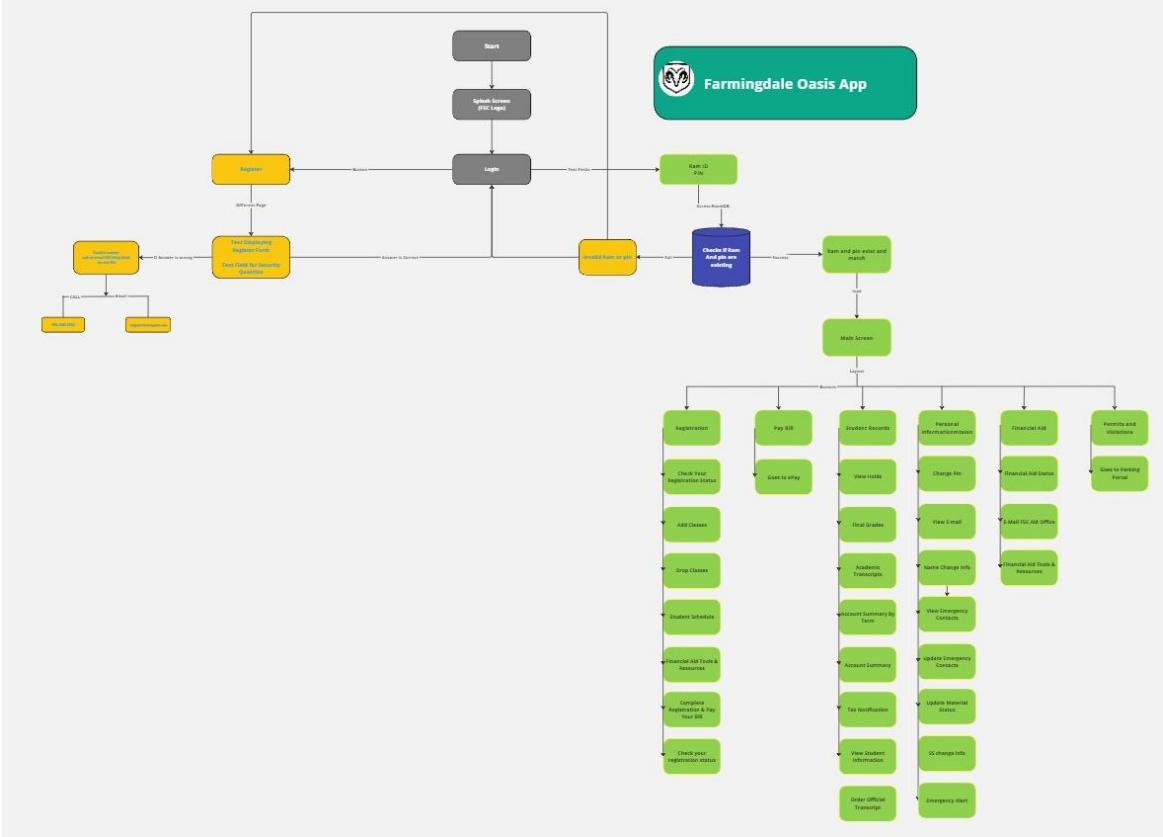 Start
Farmingdale Oasis App
Splash Screen
(FSC Logo)
Register
Button
Login
Text Fields
Ram ID
PIN
Different Page
Access RoomDB
Text Displaying
Register Form
Text Field for Security
Question
If Answer is wrong
Answer is Correct
Invalid Ram or pin
Fail
Checks if Ram
And pin are
existing
Success
Ram and pin exist and
match
CALL
Email
load
Main Screen
Layout
Buttons
Registration
Pay Bill
Student Records
Personal
Financial Aid
Permits and
Violations
Check Your
Registration Status
Goes to ePay
View Holds
Change Pin
Financial Aid Status
Goes to Parking
Portal
Add Classes
Final Grades
View E-mail
E-Mail FSC Aid Office
Drop Classes
Academic
Transcripts
Name Change Info
Financial Aid Tools &
Resources
Student Schedule
Account Summary by
Term
View Emergency
Contacts
Financial Aid Tools &
Resources
Account Summary
Update Emergency
Contacts
Complete
Registration & Pay
Your Bill
Tax Notification
Update Material
Status
Check your
registration status
View Student
Information
SS change Info
Order Official
Transcript
Emergency Alert